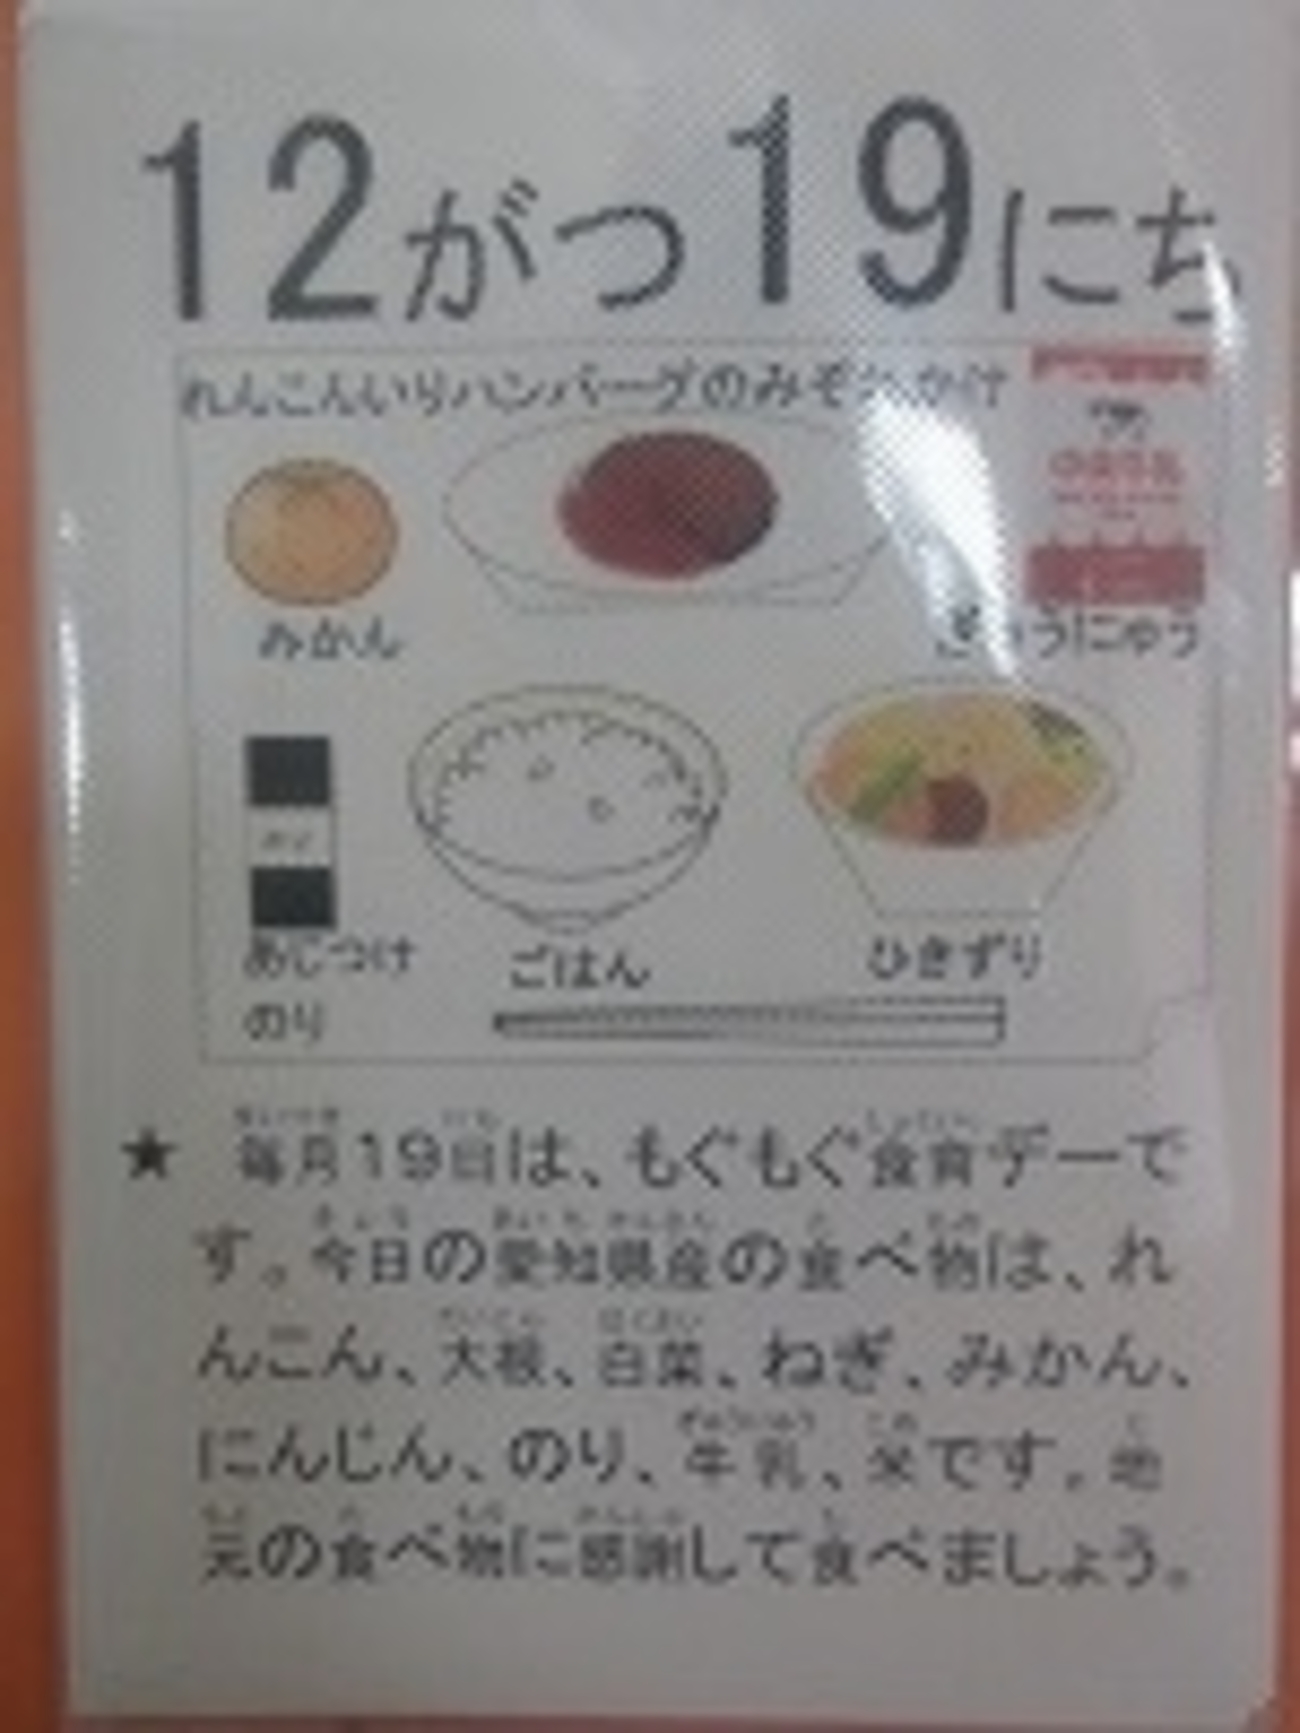 12がつ19にち
れんこんいりハンバーグのみぞれかけ
みかん
ぎゅうにゅう
のり
あじつけ
のり
ごはん
ひきずり
★ 毎月19日は、もぐもぐ食育デーで
す。今日の愛知県産の食べ物は、れ
んこん、大根、白菜、ねぎ、みかん、
にんじん、のり、牛乳、米です。地
元の食べ物に感謝して食べましょう。